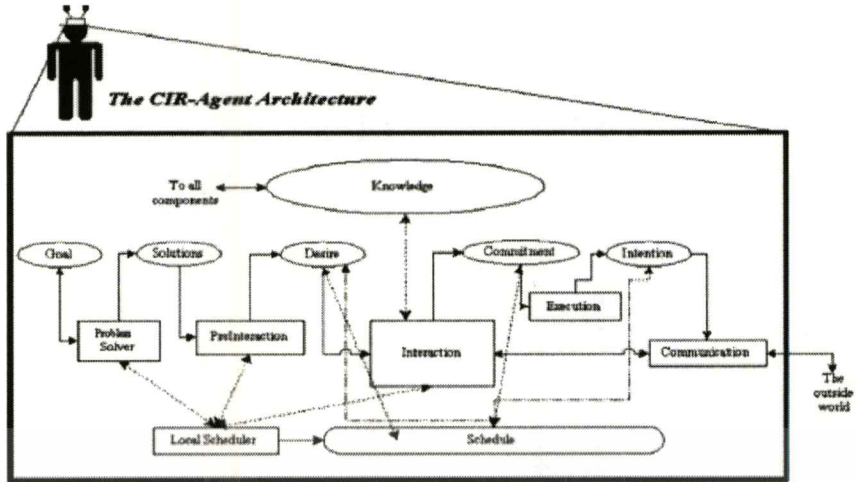 The CIR-Agent Architecture
To all
components
Knowledge
Goal
Solutions
Desire
Commitment
Intention
Execution
Problem
Solver
PreInteraction
Interaction
Communication
The
outside
world
Local Scheduler
Schedule